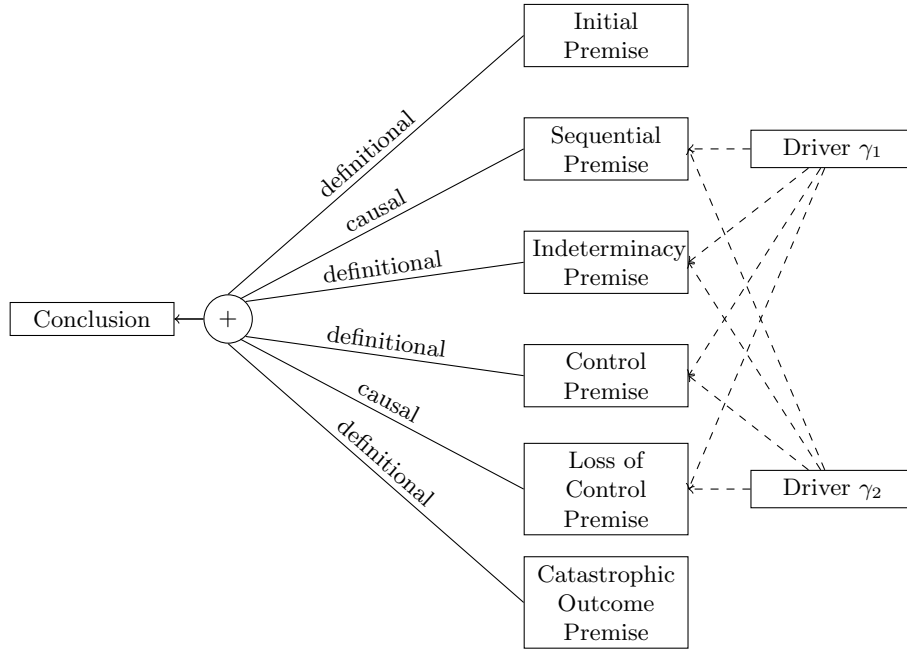 Initial
Premise
definitional
Sequential
Premise
Driver γ1
causal
Indeterminacy
Premise
definitional
Conclusion
+
definitional
Control
Premise
causal
Loss of
Control
Premise
Driver γ2
definitional
Catastrophic
Outcome
Premise